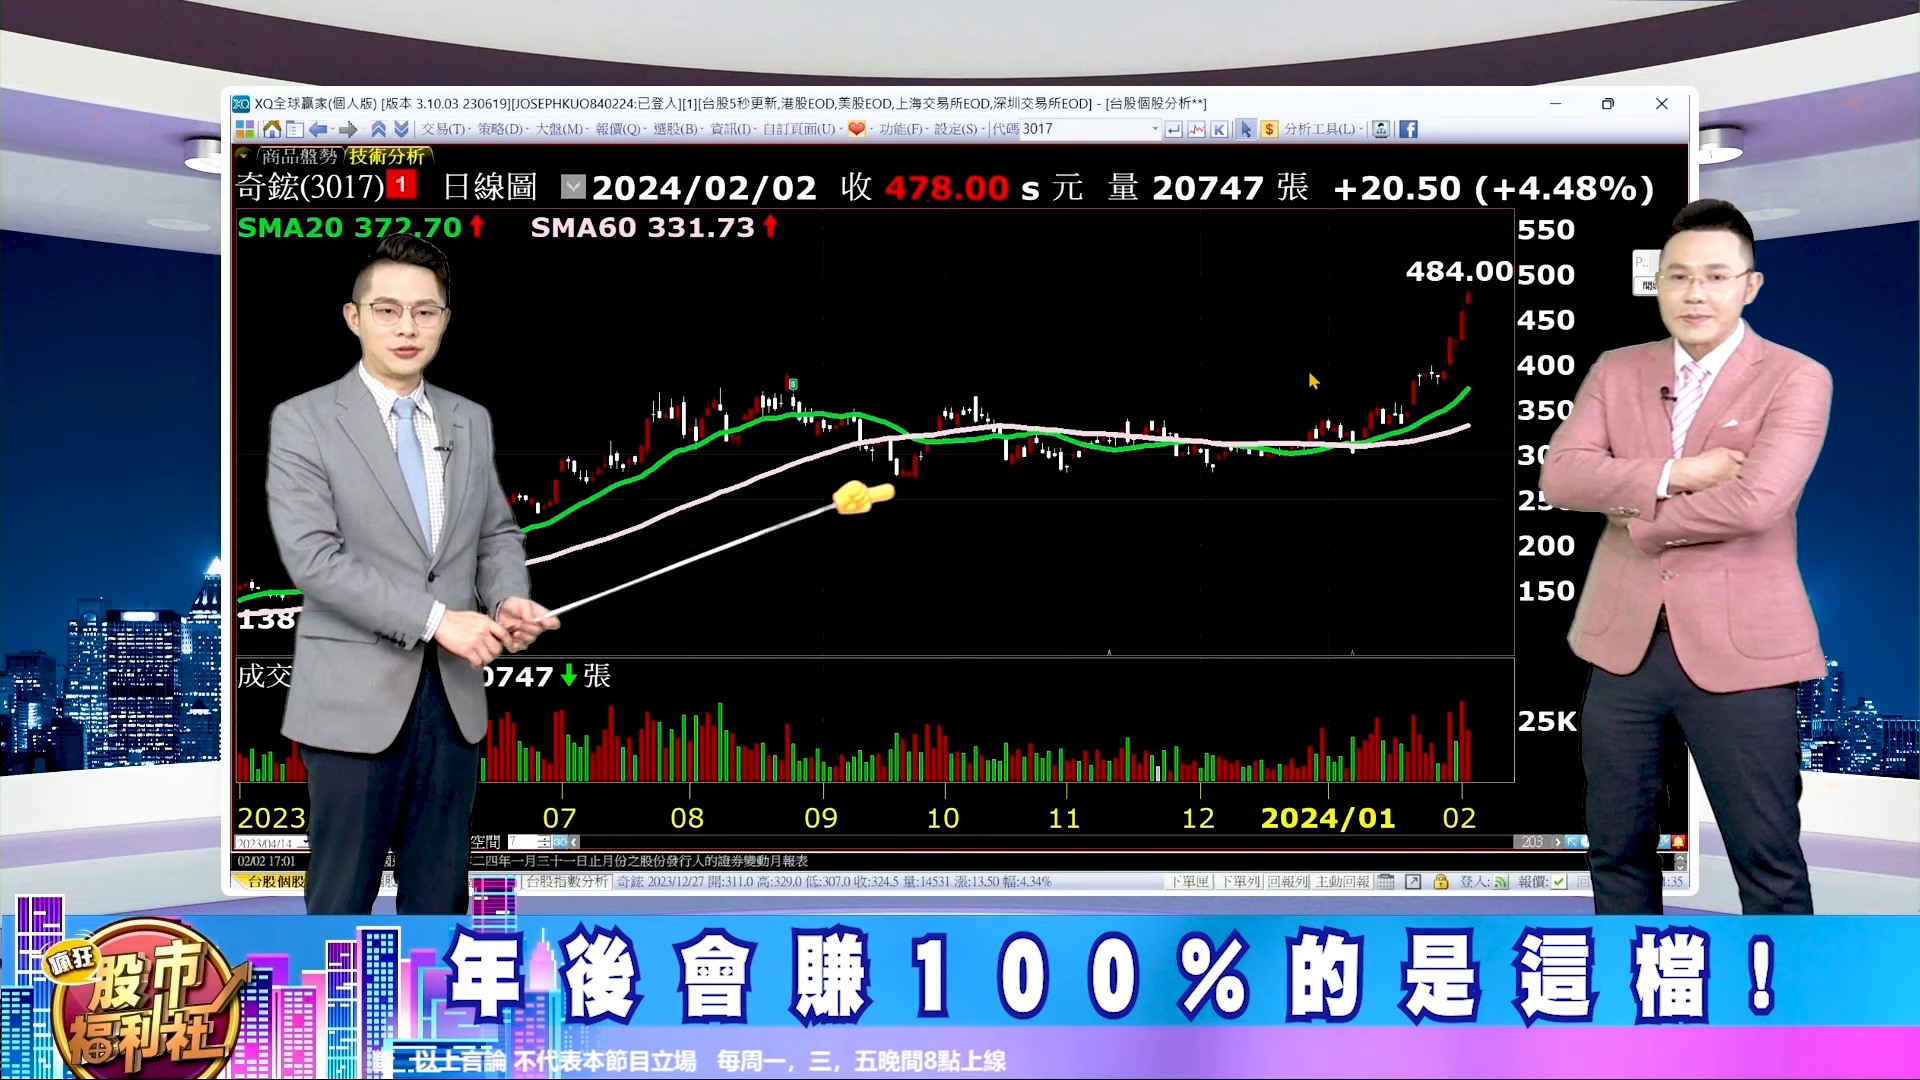 XQ全球贏家(個人版) [版本 3.10.03 230619][JOSEPHKUO840224:已登入][1][台股5秒更新,港股EOD,美股EOD,上海交易所EOD,深圳交易所EOD] - [台股個股分析**]
交易(T) 策略(D) 大盤(M) 報價(Q) 選股(B) 資訊(I) 自訂頁面(U) 功能(F) 設定(S) 代碼 3017 K $ 分析工具(L)
商品盤勢 技術分析
奇鋐(3017) 1 日線圖 2024/02/02 收 478.00 s 元 量 20747 張 +20.50 (+4.48%)
SMA20 372.70 SMA60 331.73
550
484.00 500
450
400
350
200
138
150
成交 0747 張
25K
2023 07 08 09 10 11 12 2024/01 02
2023/04/14 空間 7 203
02/02 17:01 二四年一月三十一日止月份之股份發行人的證券變動月報表
台股個股 台股指數分析 奇鋐 2023/12/27 開:311.0 高:329.0 低:307.0 收:324.5 量:14531 漲:13.50 幅:4.34% 下單匣 下單列 回報列 主動回報 登入: 報價:
年後會賺100%的是這檔!
瘋狂
股市
福利社
以上言論 不代表本節目立場 每周一，三，五晚間8點上線